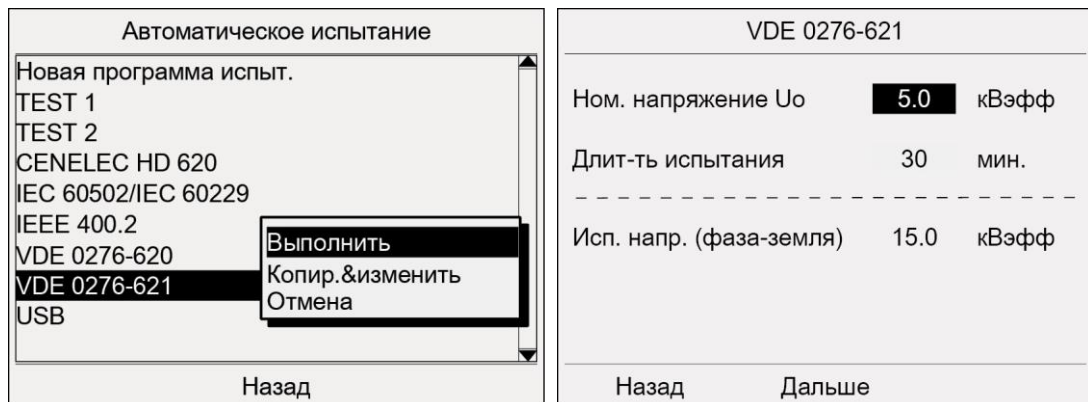 Автоматическое испытание
Новая программа испыт.
TEST 1
TEST 2
CENELEC HD 620
IEC 60502/IEC 60229
IEEE 400.2
VDE 0276-620
VDE 0276-621
USB
Выполнить
Копир.&изменить
Отмена
Назад
VDE 0276-621
Ном. напряжение Uo 5.0 кВэфф
Длит-ть испытания 30 мин.
Исп. напр. (фаза-земля) 15.0 кВэфф
Назад Дальше